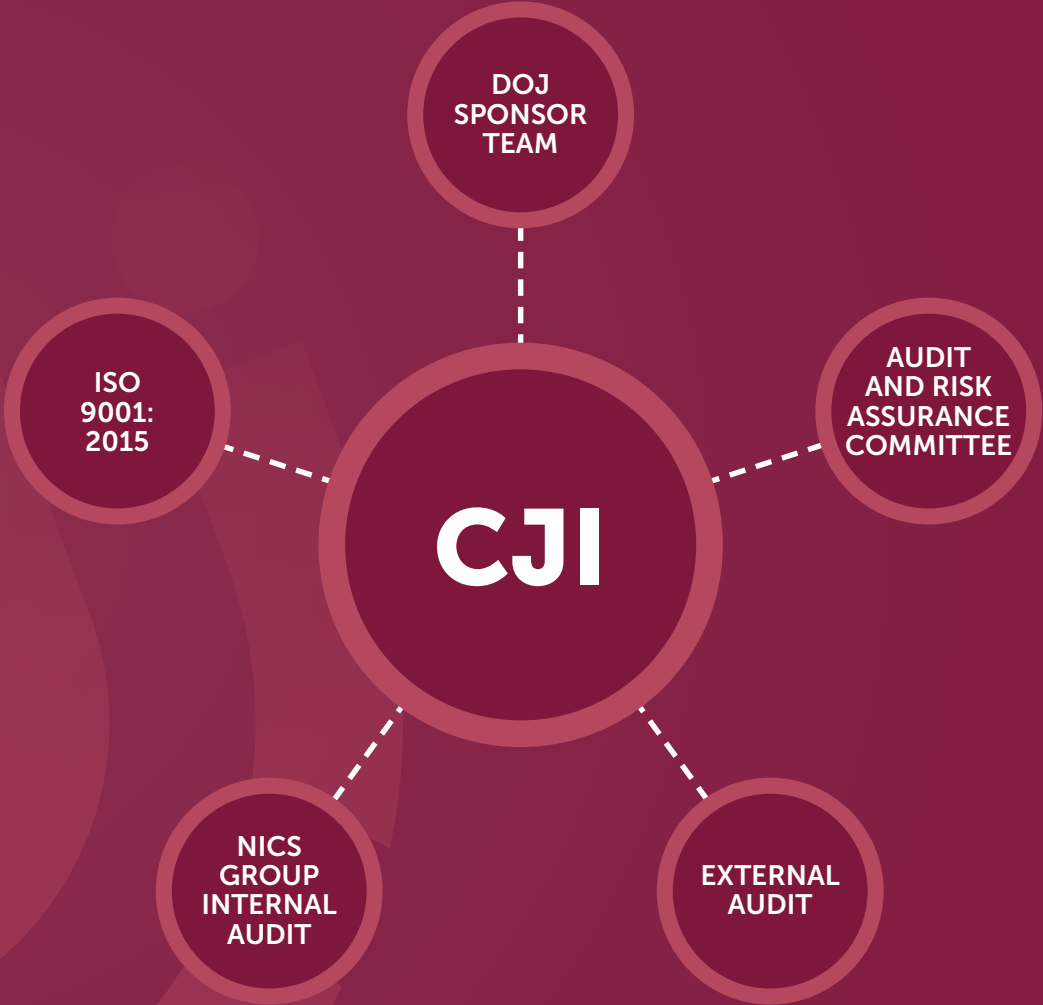 DOJ
SPONSOR
TEAM
ISO
9001:
2015
AUDIT
AND RISK
ASSURANCE
COMMITTEE
CJI
NICS
GROUP
INTERNAL
AUDIT
EXTERNAL
AUDIT